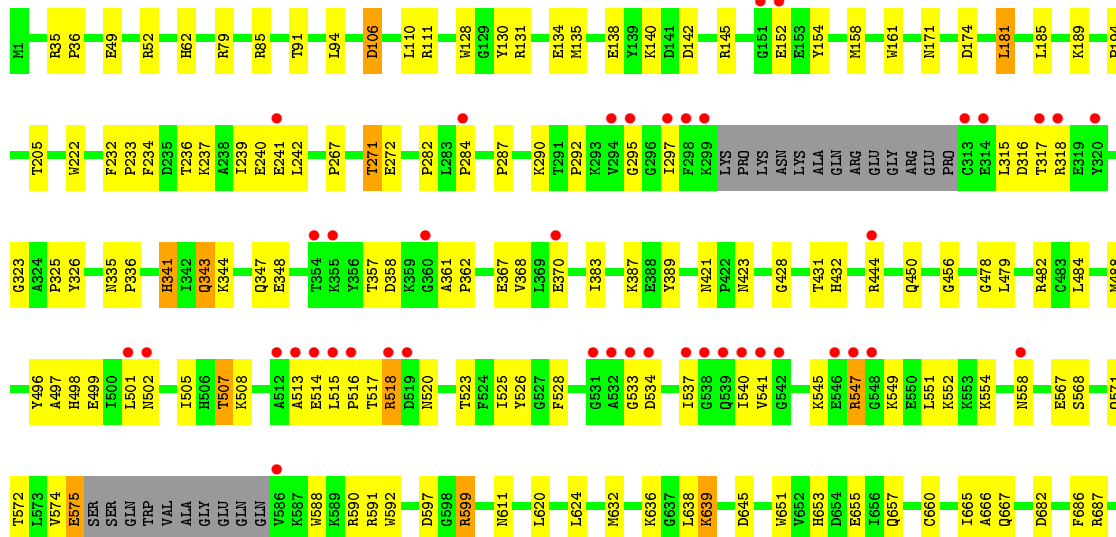 M1 R35 P36 E49 R52 H62 R79 R85 T91 L94 D106 L110 R111 W128 G129 Y130 R131 E134 M135 E138 Y139 K140 D141 D142 R145 G151 E152 E153 Y154 M158 W161 N171 D174 L181 L185 K189
T205 W222 F232 P233 F234 D235 T236 K237 A238 I239 E240 E241 L242 P267 T271 E272 P282 L283 P284 P287 K290 T291 P292 K293 V294 G295 G296 I297 F298 K299 LYS PRO LYS ASN LYS ALA GLN ARG GLU GLY ARG GLU PRO C313 E314 L315 D316 T317 R318 E319 Y320
G323 A324 P325 Y326 N335 P336 H341 I342 Q343 K344 Q347 E348 T354 K355 Y356 T357 D358 K359 G360 A361 P362 E367 V368 L369 E370 I383 K387 E388 Y389 N421 P422 N423 G428 T431 H432 R444 Q450 G456 G478 L479 R482 C483 L484 M488
Y496 A497 H498 E499 I500 L501 N502 I505 H506 T507 K508 A512 A513 E514 L515 P516 T517 R518 D519 N520 T523 F524 I525 Y526 G527 F528 G531 A532 G533 D534 I537 G538 Q539 I540 V541 G542 K545 E546 R547 G548 K549 E550 L551 K552 K553 K554 N558 E567 S568 Q571
T572 L573 V574 E575 SER SER GLN TRP VAL ALA GLY GLU GLN GLN V586 K587 W588 K589 R590 R591 W592 D597 G598 R599 N611 L620 L624 M632 K636 G637 L638 K639 D645 W651 V652 H653 D654 E655 I656 Q657 C660 I665 A666 Q667 D682 F686 R687